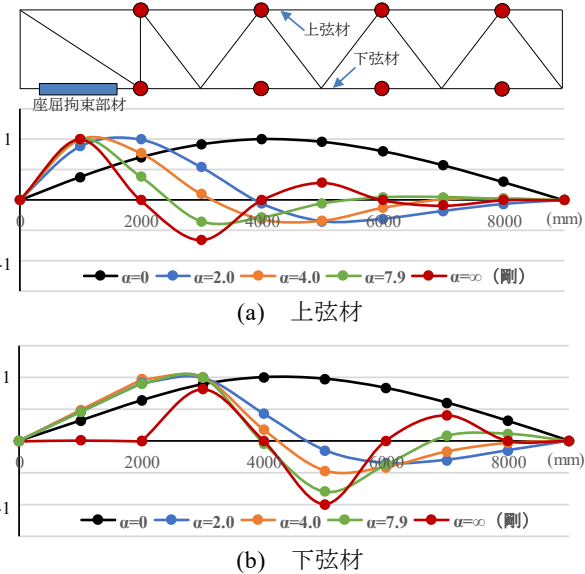 上弦材
下弦材
座屈拘束部材
1
0
2000
4000
6000
8000
(mm)
-1
α=0 α=2.0 α=4.0 α=7.9 α=∞（剛）
(a) 上弦材
1
0
2000
4000
6000
8000
(mm)
-1
α=0 α=2.0 α=4.0 α=7.9 α=∞（剛）
(b) 下弦材